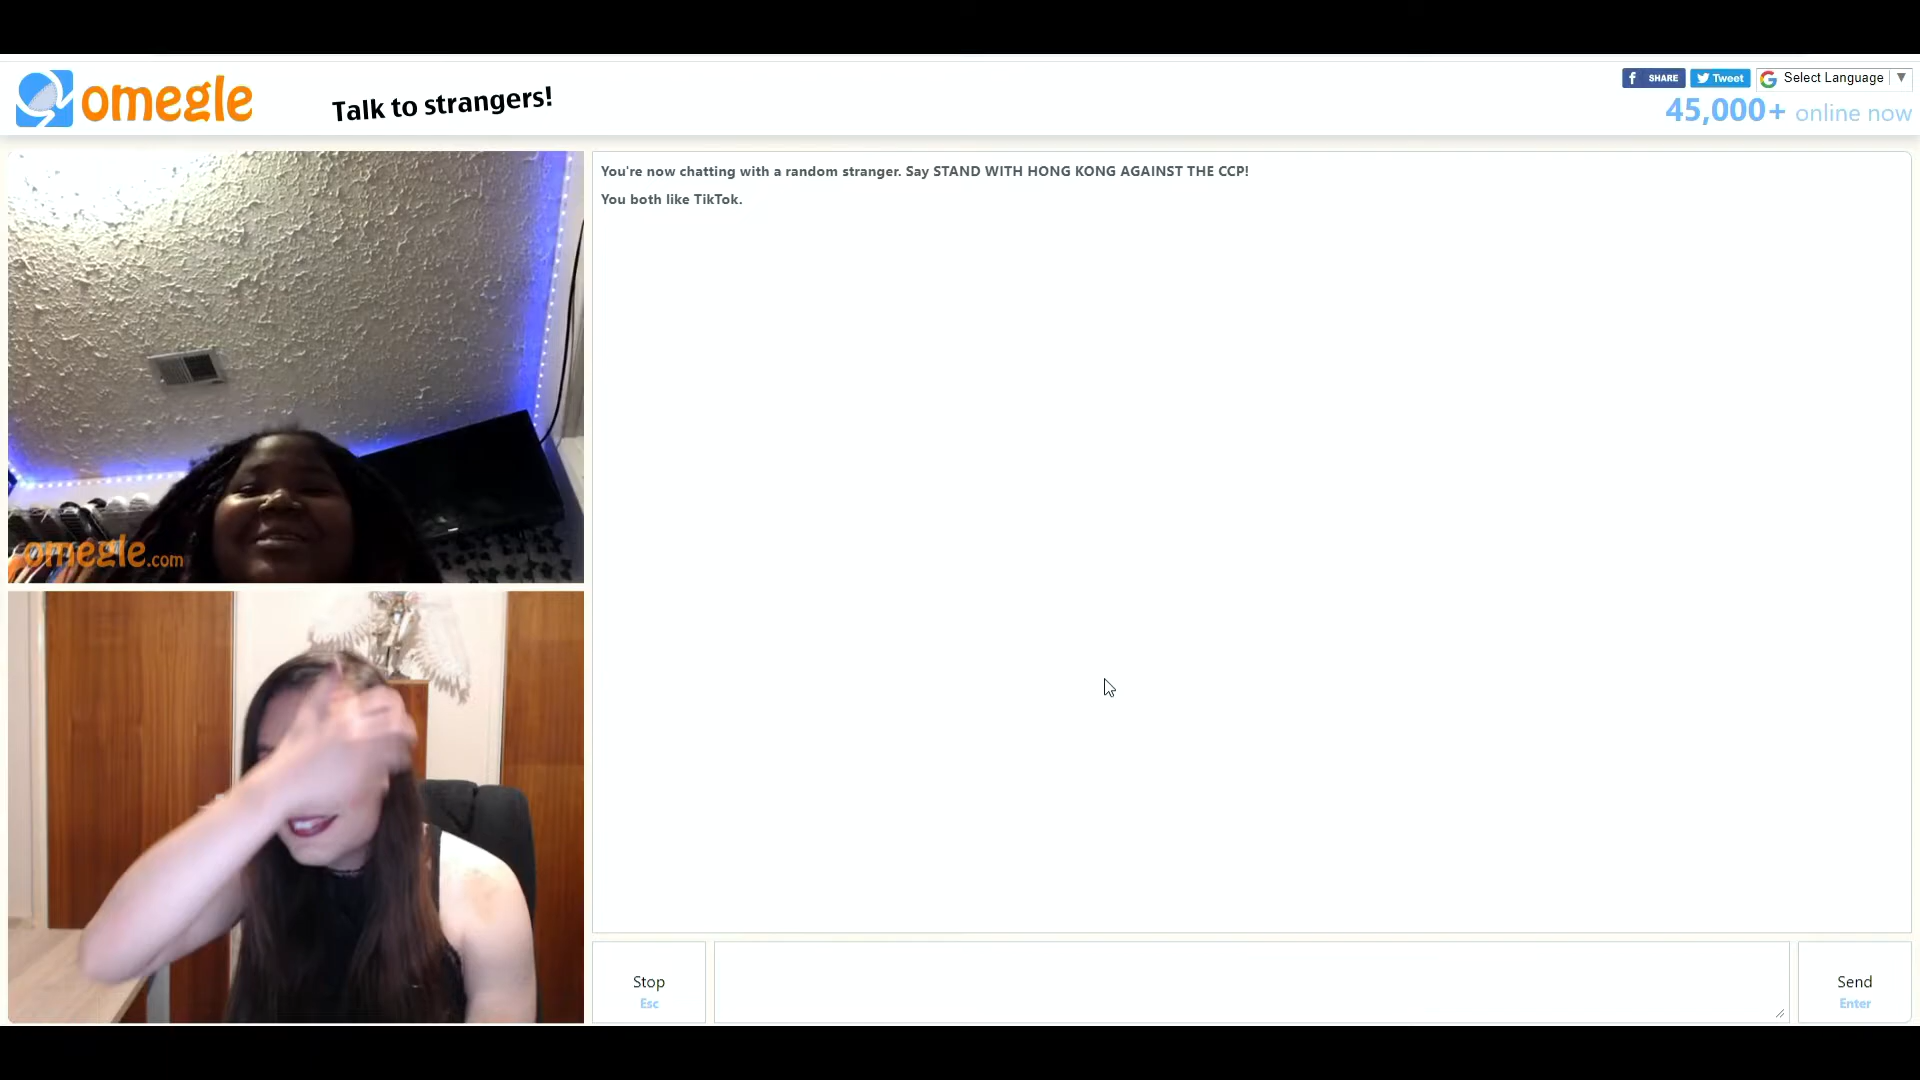 omegle
Talk to strangers!
SHARE
Tweet
Select Language
45,000+ online now
You're now chatting with a random stranger. Say STAND WITH HONG KONG AGAINST THE CCP!
You both like TikTok.
omegle.com
Stop
Esc
Send
Enter